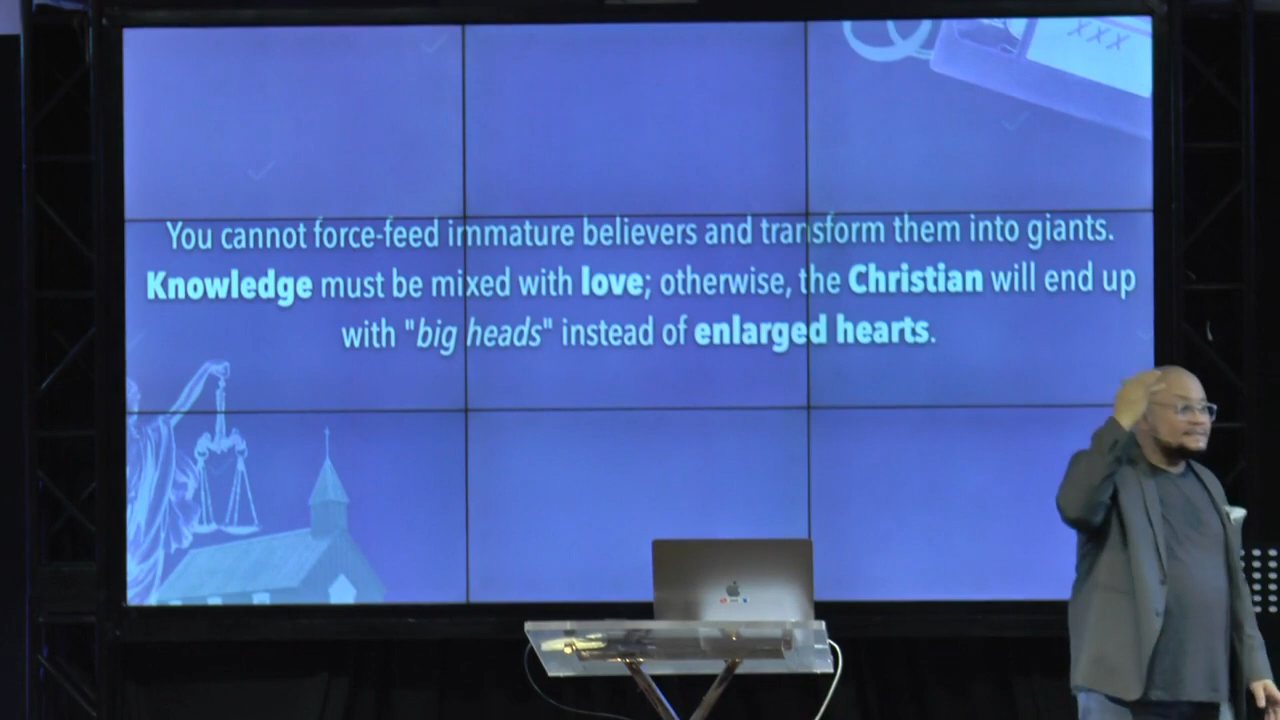 XXX
You cannot force-feed immature believers and transform them into giants.
Knowledge must be mixed with love; otherwise, the Christian will end up
with "big heads" instead of enlarged hearts.